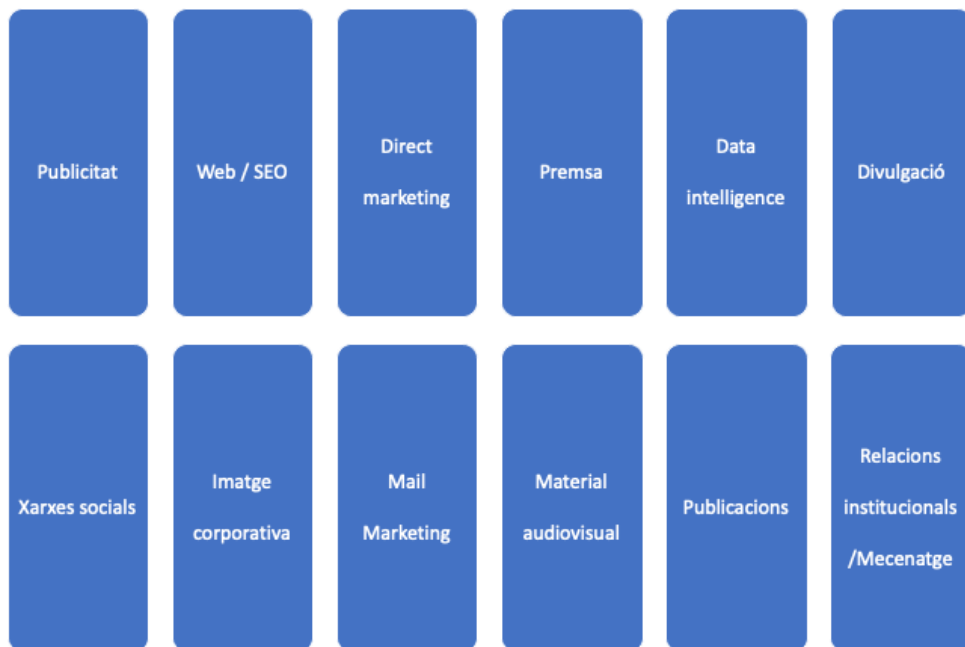 Publicitat
Web / SEO
Direct
marketing
Premsa
Data
intelligence
Divulgació
Xarxes socials
Imatge
corporativa
Mail
Marketing
Material
audiovisual
Publicacions
Relacions
institucionals
/Mecenatge